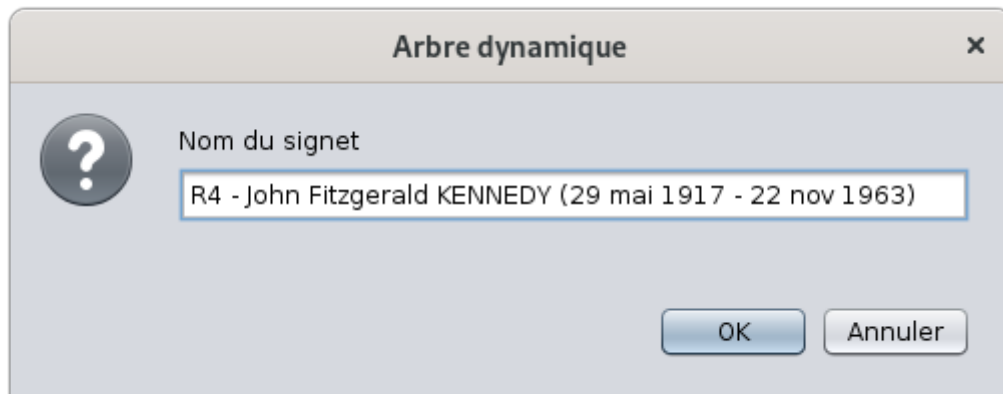 Arbre dynamique
Nom du signet
R4 - John Fitzgerald KENNEDY (29 mai 1917 - 22 nov 1963)
OK Annuler